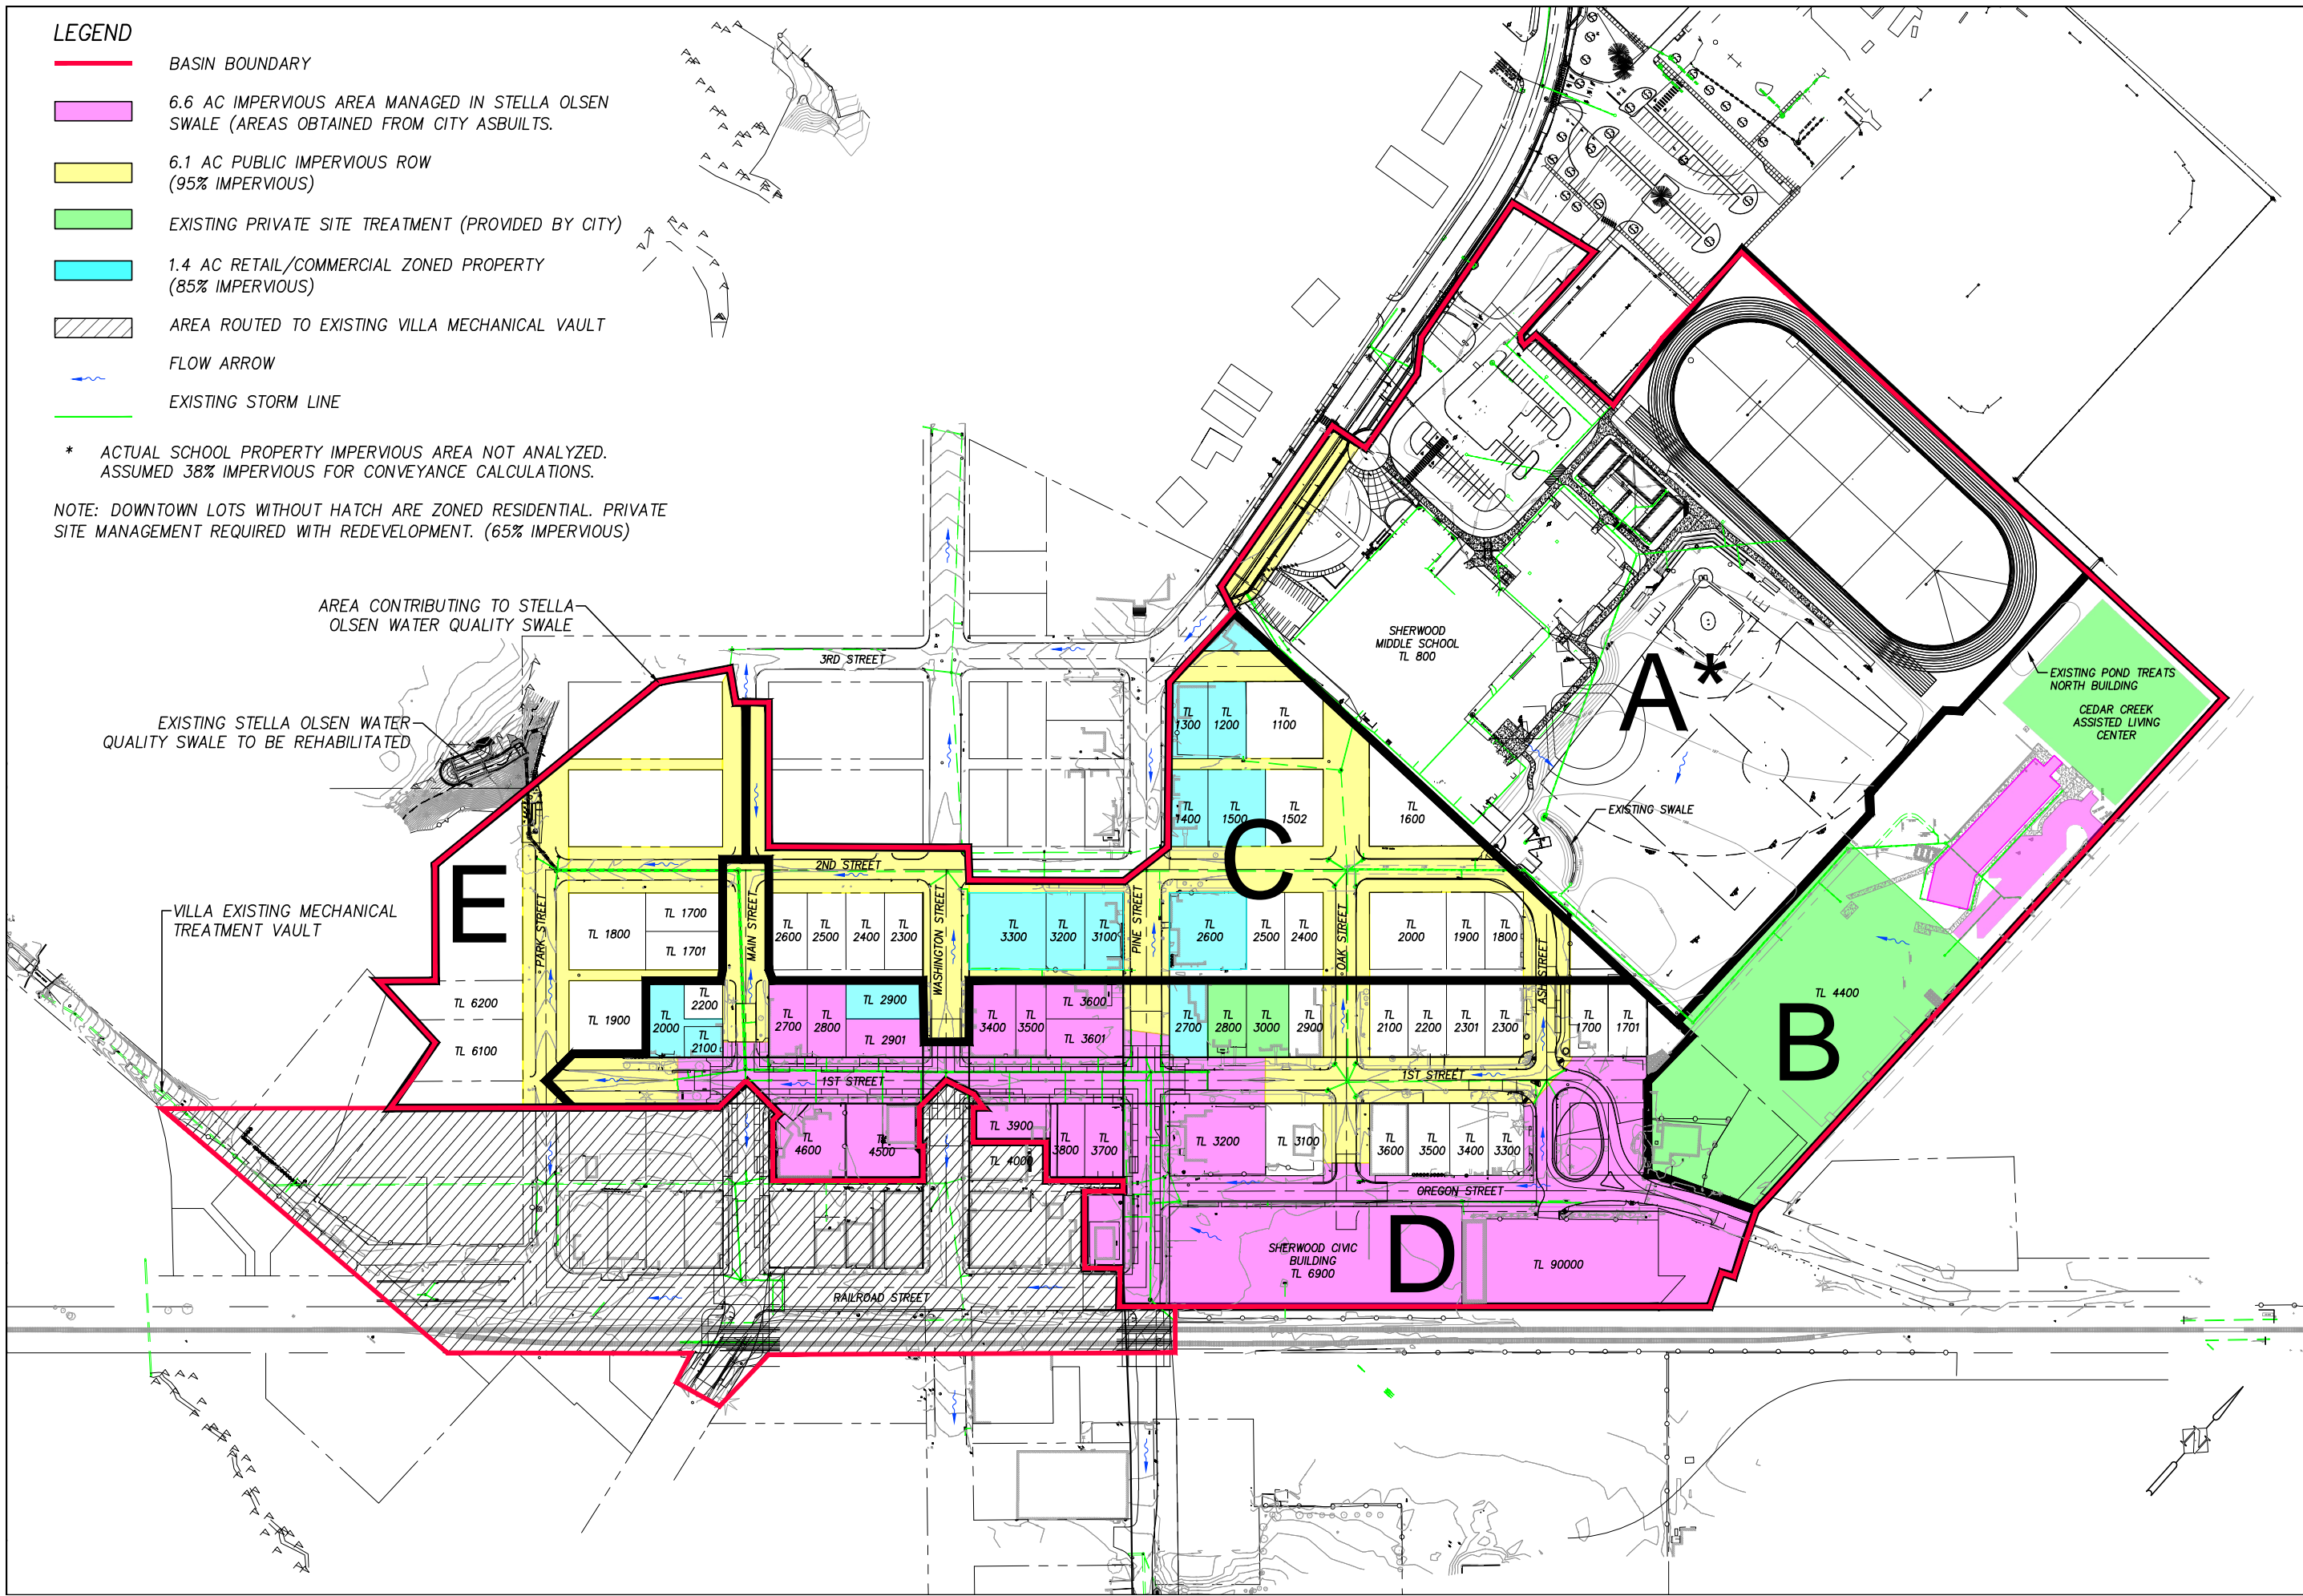 LEGEND
BASIN BOUNDARY
6.6 AC IMPERVIOUS AREA MANAGED IN STELLA OLSEN
SWALE (AREAS OBTAINED FROM CITY ASBUILTS.
6.1 AC PUBLIC IMPERVIOUS ROW
(95% IMPERVIOUS)
EXISTING PRIVATE SITE TREATMENT (PROVIDED BY CITY)
1.4 AC RETAIL/COMMERCIAL ZONED PROPERTY
(85% IMPERVIOUS)
AREA ROUTED TO EXISTING VILLA MECHANICAL VAULT
FLOW ARROW
EXISTING STORM LINE
* ACTUAL SCHOOL PROPERTY IMPERVIOUS AREA NOT ANALYZED.
ASSUMED 38% IMPERVIOUS FOR CONVEYANCE CALCULATIONS.
NOTE: DOWNTOWN LOTS WITHOUT HATCH ARE ZONED RESIDENTIAL. PRIVATE
SITE MANAGEMENT REQUIRED WITH REDEVELOPMENT. (65% IMPERVIOUS)
AREA CONTRIBUTING TO STELLA
OLSEN WATER QUALITY SWALE
EXISTING STELLA OLSEN WATER
QUALITY SWALE TO BE REHABILITATED
VILLA EXISTING MECHANICAL
TREATMENT VAULT
3RD STREET
SHERWOOD
MIDDLE SCHOOL
TL 800
A*
EXISTING POND TREATS
NORTH BUILDING
CEDAR CREEK
ASSISTED LIVING
CENTER
EXISTING SWALE
TL
1300
TL
1200
TL
1100
TL
1400
TL
1500
TL
1502
TL
1600
C
2ND STREET
E
PARK STREET
MAIN STREET
WASHINGTON STREET
PINE STREET
OAK STREET
ASH STREET
TL 1800
TL 1700
TL 1701
TL
2600
TL
2500
TL
2400
TL
2300
TL
3300
TL
3200
TL
3100
TL
2600
TL
2500
TL
2400
TL
2000
TL
1900
TL
1800
TL 4400
B
TL 6200
TL 6100
TL 1900
TL
2000
TL
2200
TL
2100
TL
2700
TL
2800
TL 2900
TL 2901
TL
3400
TL
3500
TL 3600
TL 3601
TL
2700
TL
2800
TL
3000
TL
2900
TL
2100
TL
2200
TL
2301
TL
2300
TL
1700
TL
1701
1ST STREET
1ST STREET
TL
4600
TL
4500
TL 3900
TL 4000
TL
3800
TL
3700
TL 3200
TL 3100
TL
3600
TL
3500
TL
3400
TL
3300
OREGON STREET
SHERWOOD CIVIC
BUILDING
TL 6900
D
TL 90000
RAILROAD STREET
N